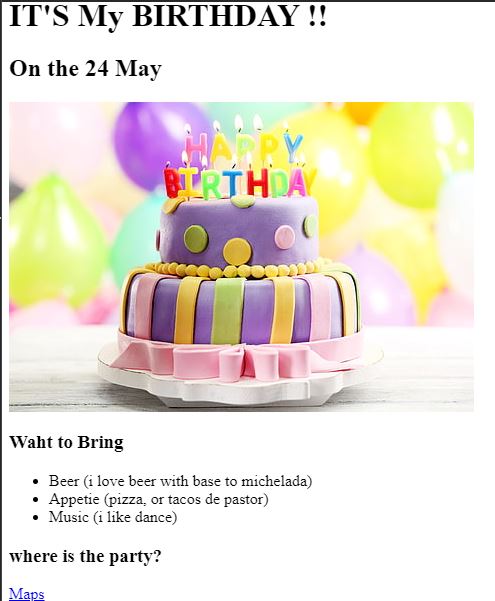 IT'S My BIRTHDAY !!
On the 24 May
HAPPY
BIRTHDAY
Waht to Bring
Beer (i love beer with base to michelada)
Appetie (pizza, or tacos de pastor)
Music (i like dance)
where is the party?
Maps